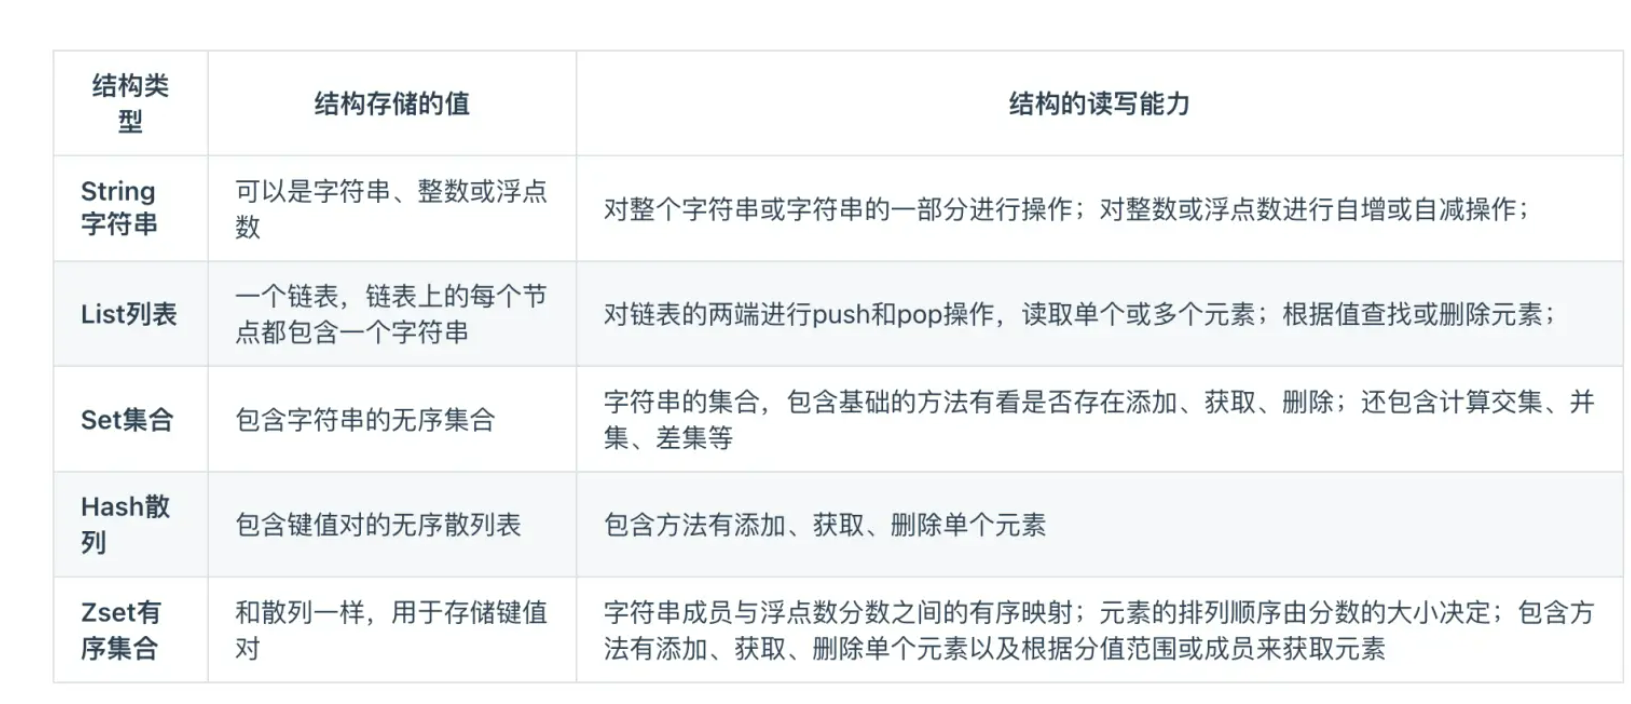 结构类
型
结构存储的值
结构的读写能力
String
字符串
可以是字符串、整数或浮点
数
对整个字符串或字符串的一部分进行操作；对整数或浮点数进行自增或自减操作；
List列表
一个链表，链表上的每个节
点都包含一个字符串
对链表的两端进行push和pop操作，读取单个或多个元素；根据值查找或删除元素；
Set集合
包含字符串的无序集合
字符串的集合，包含基础的方法有看是否存在添加、获取、删除；还包含计算交集、并
集、差集等
Hash散
列
包含键值对的无序散列表
包含方法有添加、获取、删除单个元素
Zset有
序集合
和散列一样，用于存储键值
对
字符串成员与浮点数分数之间的有序映射；元素的排列顺序由分数的大小决定；包含方
法有添加、获取、删除单个元素以及根据分值范围或成员来获取元素